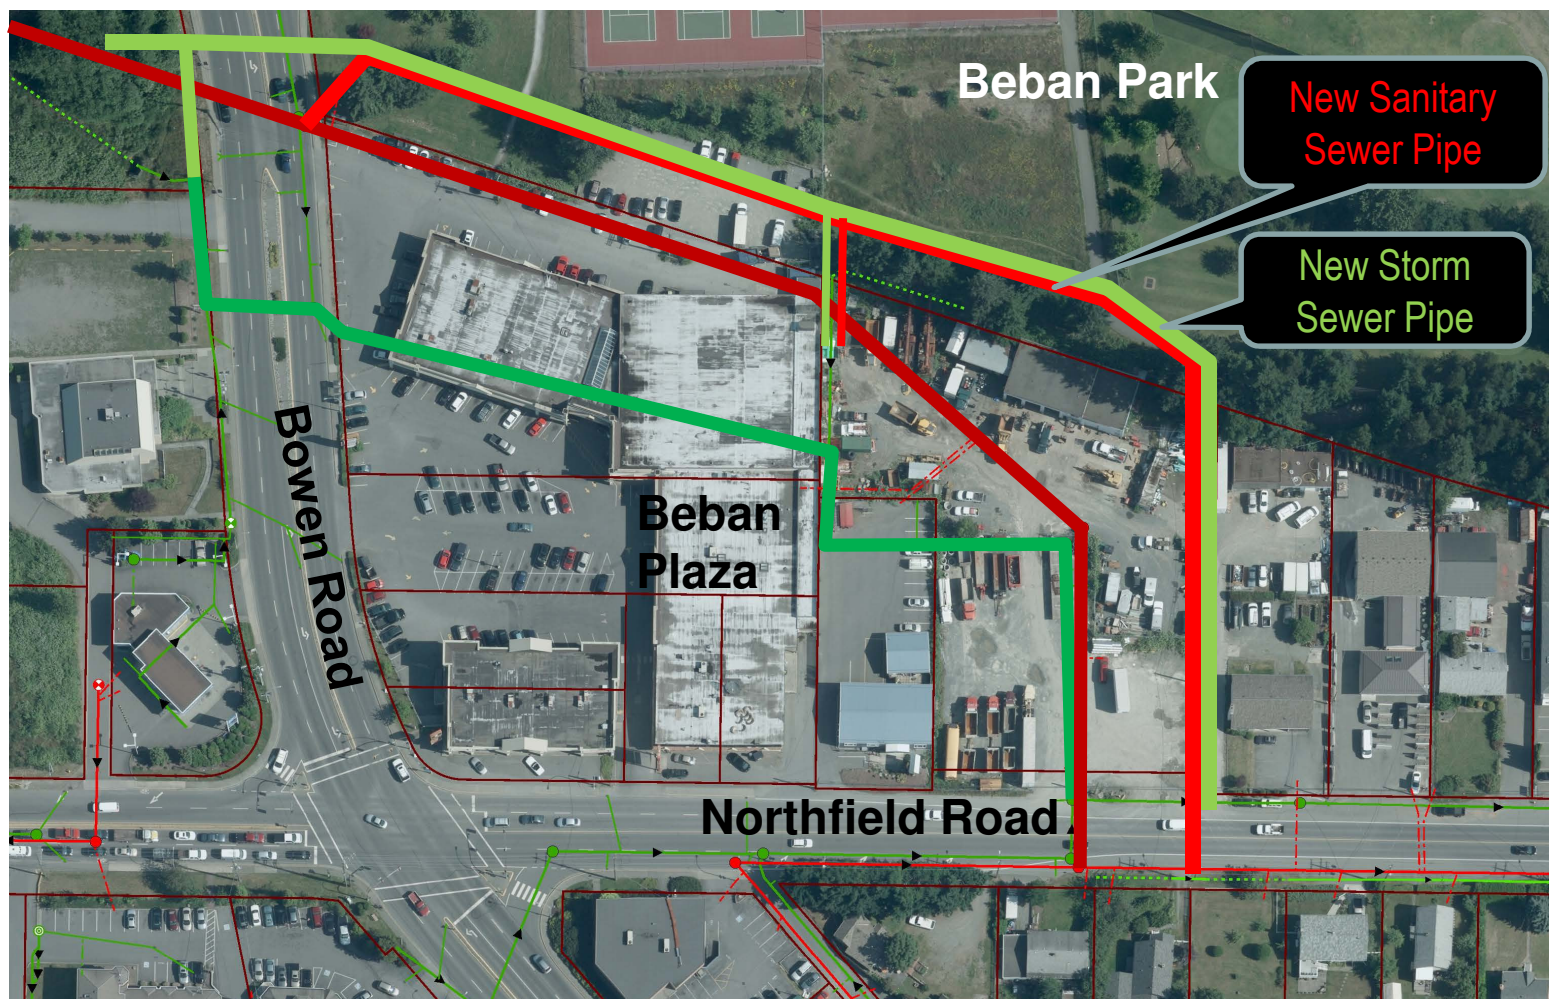 Beban Park
New Sanitary
Sewer Pipe
New Storm
Sewer Pipe
Bowen Road
Beban
Plaza
Northfield Road